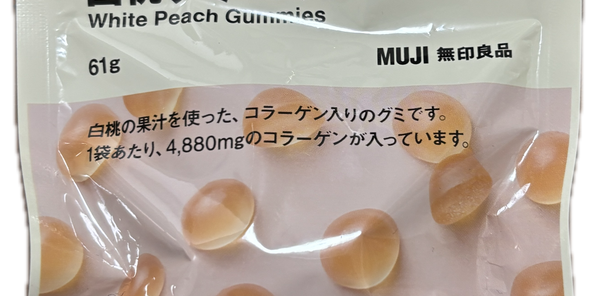 White Peach Gummies
61g
MUJI 無印良品
白桃の果汁を使った、コラーゲン入りのグミです。
1袋あたり、4,880mgのコラーゲンが入っています。